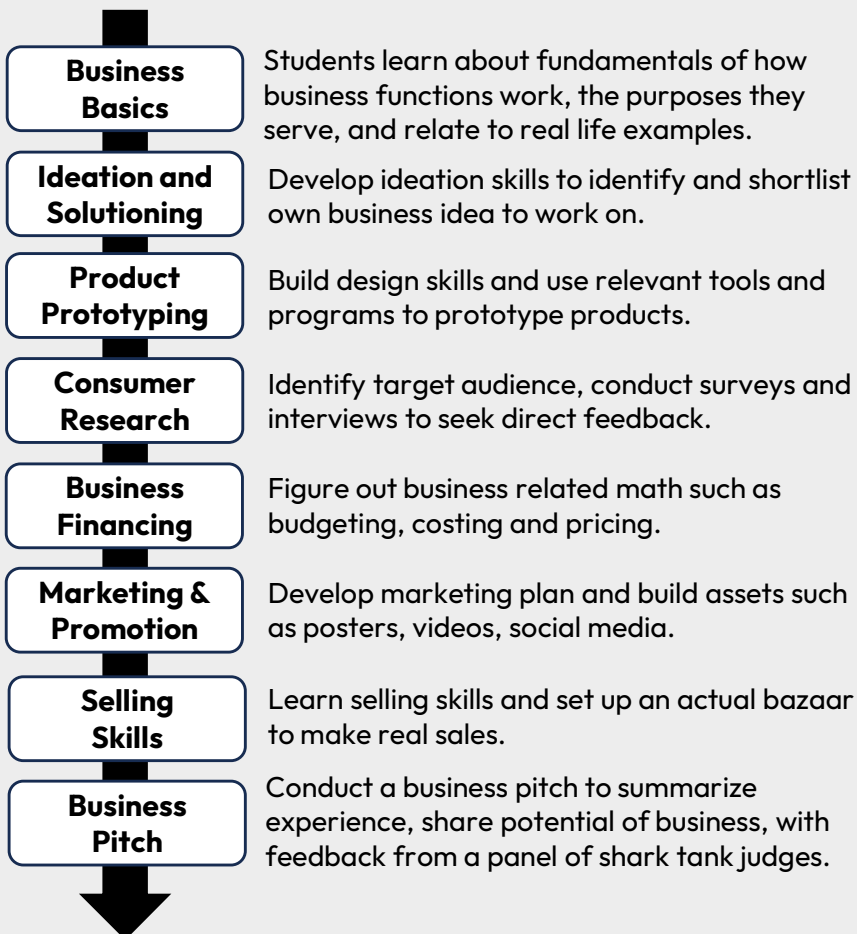 Business
Basics
Students learn about fundamentals of how
business functions work, the purposes they
serve, and relate to real life examples.
Ideation and
Solutioning
Develop ideation skills to identify and shortlist
own business idea to work on.
Product
Prototyping
Build design skills and use relevant tools and
programs to prototype products.
Consumer
Research
Identify target audience, conduct surveys and
interviews to seek direct feedback.
Business
Financing
Figure out business related math such as
budgeting, costing and pricing.
Marketing &
Promotion
Develop marketing plan and build assets such
as posters, videos, social media.
Selling
Skills
Learn selling skills and set up an actual bazaar
to make real sales.
Business
Pitch
Conduct a business pitch to summarize
experience, share potential of business, with
feedback from a panel of shark tank judges.